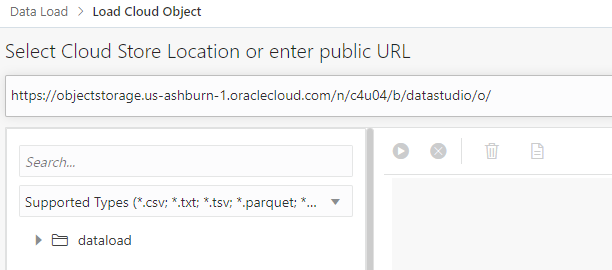 Data Load > Load Cloud Object
Select Cloud Store Location or enter public URL
https://objectstorage.us-ashburn-1.oraclecloud.com/n/c4u04/b/datastudio/o/
Search...
Supported Types (*.csv; *.txt; *.tsv; *.parquet; *...
dataload